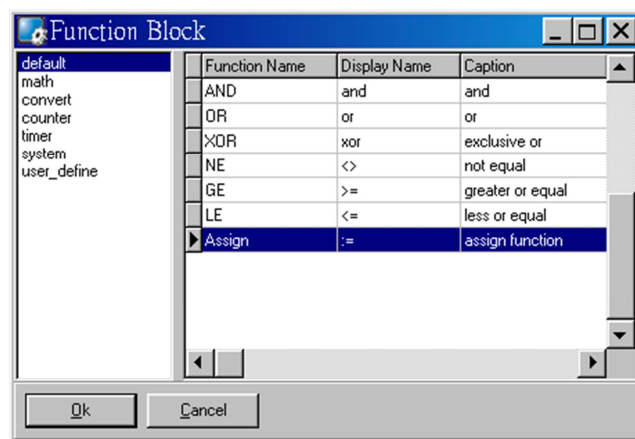 Function Block
default
math
convert
counter
timer
system
user_define
Function Name Display Name Caption
AND and and
OR or or
XOR xor exclusive or
NE <> not equal
GE >= greater or equal
LE <= less or equal
Assign := assign function
Ok Cancel